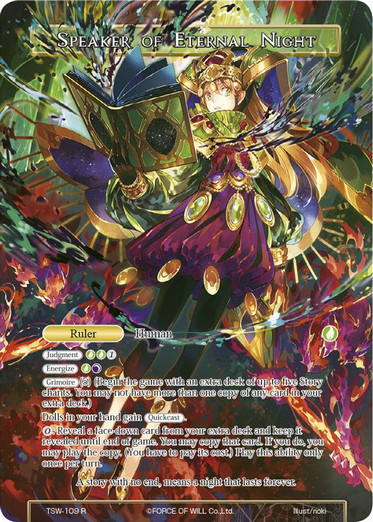 SPEAKER OF ETERNAL NIGHT
Ruler Human
Judgment 1
Energize
Grimoire (5) (Begin the game with an extra deck of up to five Story
chants. You may not have more than one copy of any card in your
extra deck.)
Dolls in your hand gain Quickcast.
: Reveal a face-down card from your extra deck and keep it
revealed until end of game. You may copy that card. If you do, you
may play the copy. (You have to pay its cost.) Play this ability only
once per turn.
A story with no end, means a night that lasts forever.
TSW-109 R ©FORCE OF WILL Co.,Ltd. Illust/noki